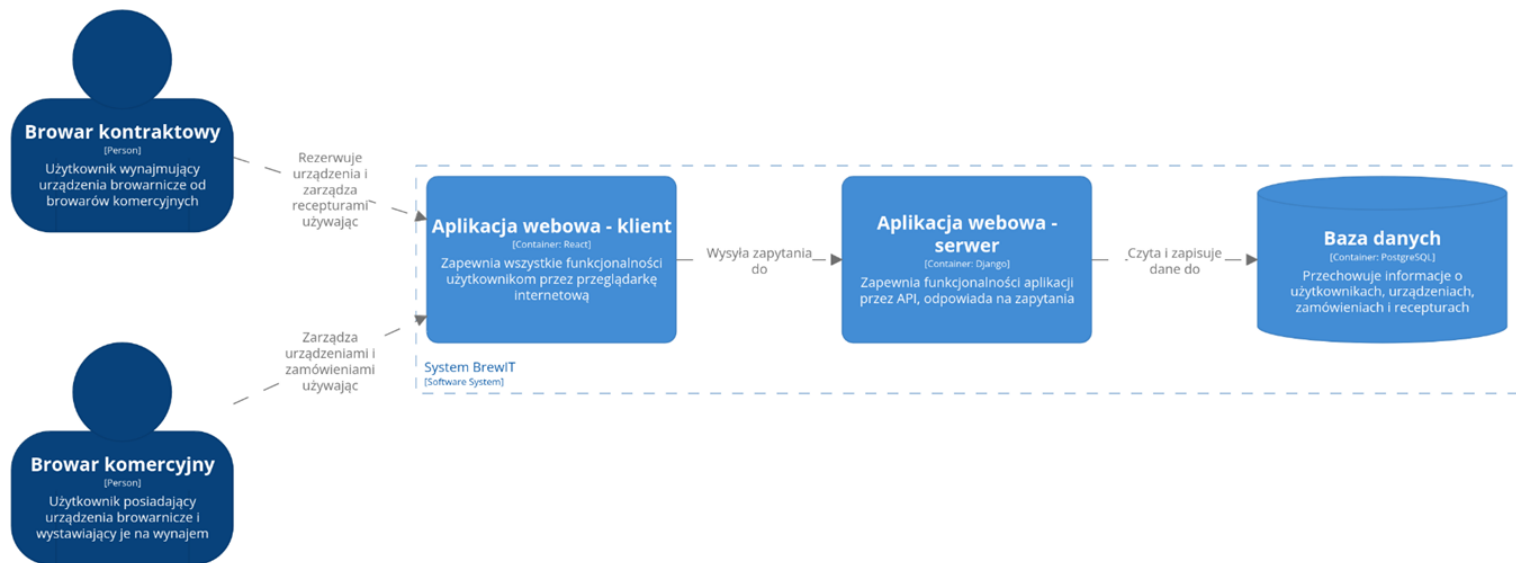 Browar kontraktowy
[Person]
Użytkownik wynajmujący
urządzenia browarnicze od
browarów komercyjnych
Rezerwuje
urządzenia i
zarządza
recepturami
używając
Browar komercyjny
[Person]
Użytkownik posiadający
urządzenia browarnicze i
wystawiający je na wynajem
Zarządza
urządzeniami i
zamówieniami
używając
Aplikacja webowa - klient
[Container: React]
Zapewnia wszystkie funkcjonalności
użytkownikom przez przeglądarkę
internetową
Wysyła zapytania
do
Aplikacja webowa -
serwer
[Container: Django]
Zapewnia funkcjonalności aplikacji
przez API, odpowiada na zapytania
Czyta i zapisuje
dane do
Baza danych
[Container: PostgreSQL]
Przechowuje informacje o
użytkownikach, urządzeniach,
zamówieniach i recepturach
System BrewIT
[Software System]